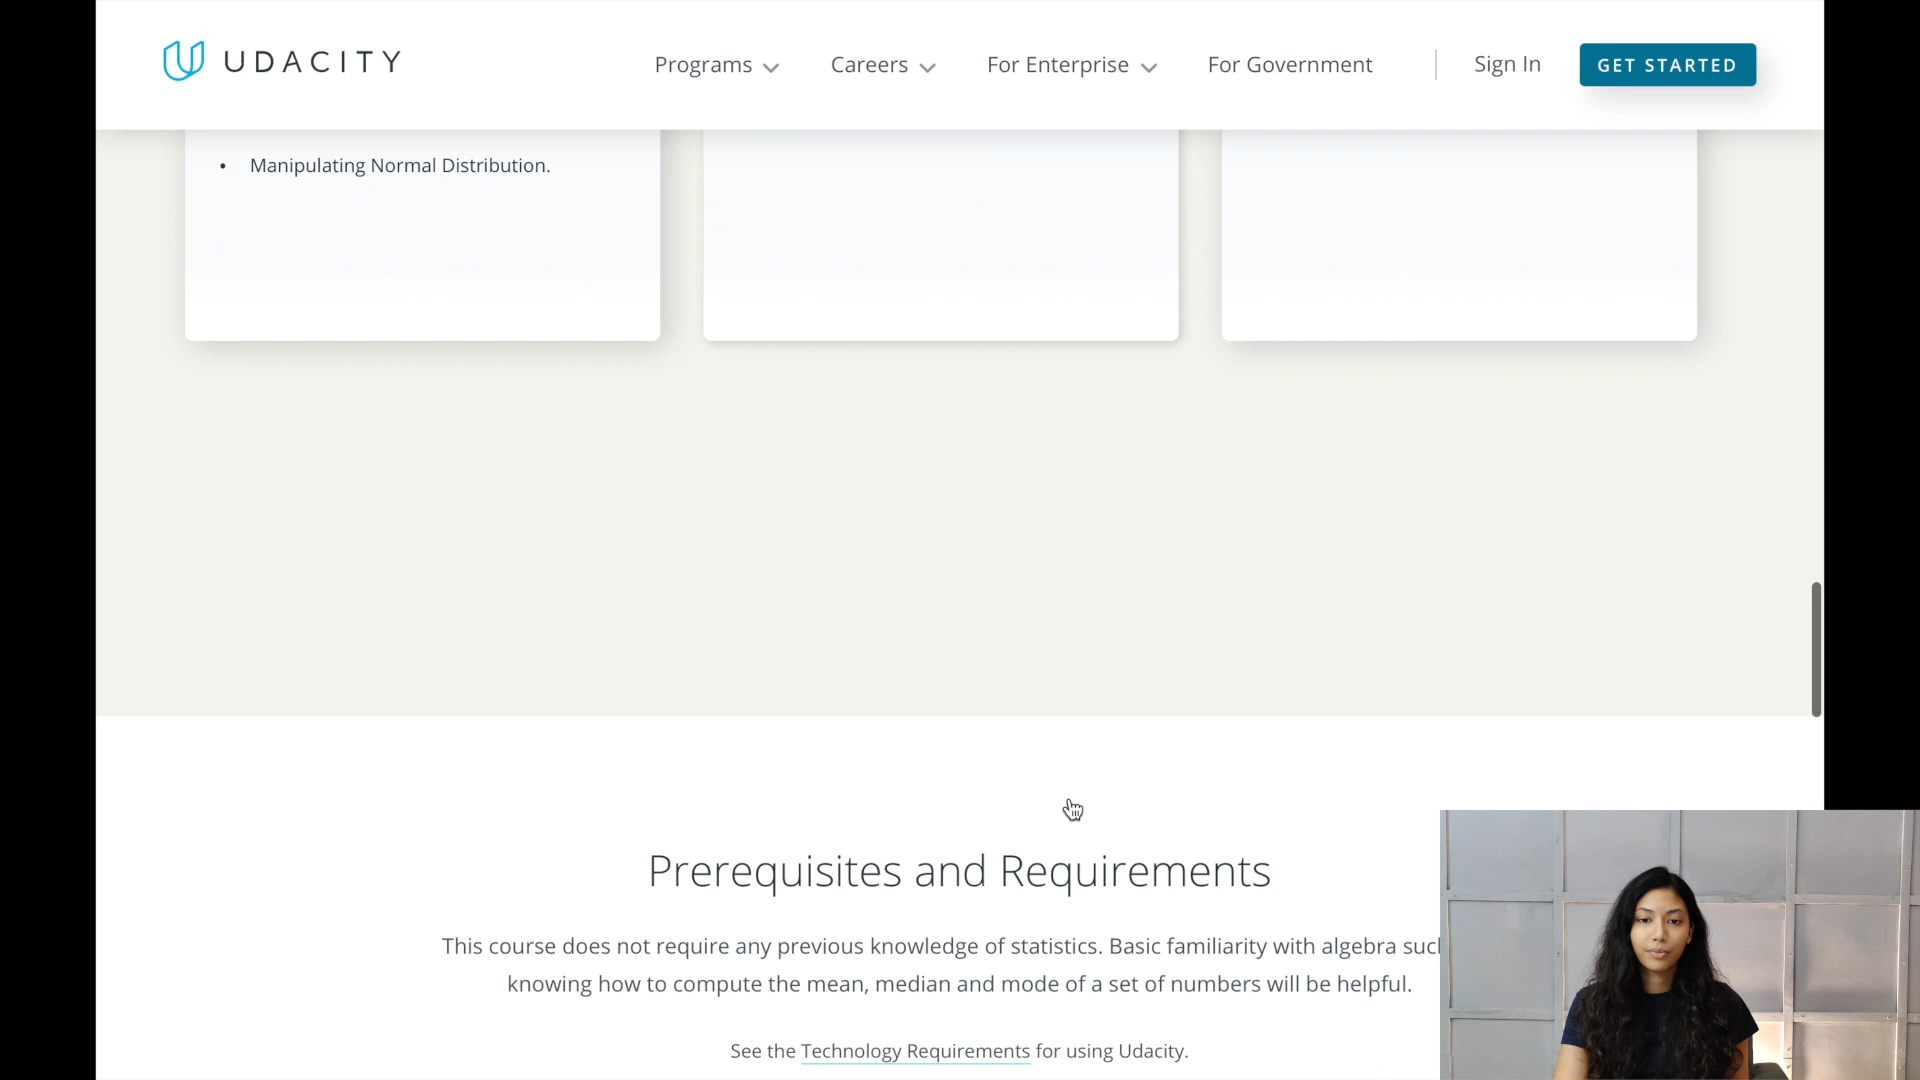 UDACITY
Programs
Careers
For Enterprise
For Government
Sign In
GET STARTED
• Manipulating Normal Distribution.
Prerequisites and Requirements
This course does not require any previous knowledge of statistics. Basic familiarity with algebra
knowing how to compute the mean, median and mode of a set of numbers will be helpful.
See the Technology Requirements for using Udacity.